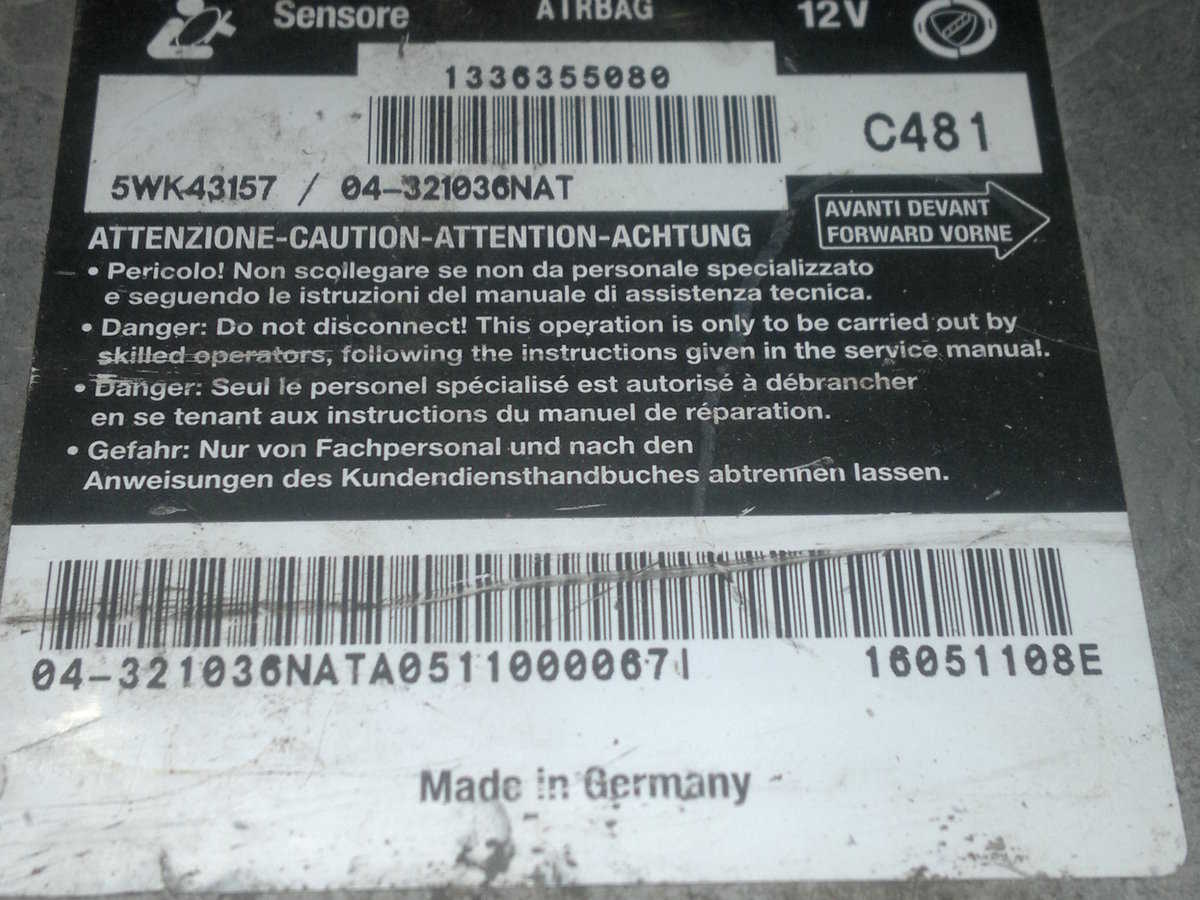 Sensore AIRBAG 12V
1336355080
C481
5WK43157 / 04-321036NAT
AVANTI DEVANT
FORWARD VORNE
ATTENZIONE-CAUTION-ATTENTION-ACHTUNG
• Pericolo! Non scollegare se non da personale specializzato
e seguendo le istruzioni del manuale di assistenza tecnica.
• Danger: Do not disconnect! This operation is only to be carried out by
skilled operators, following the instructions given in the service manual.
• Danger: Seul le personel spécialisé est autorisé à débrancher
en se tenant aux instructions du manuel de réparation.
• Gefahr: Nur von Fachpersonal und nach den
Anweisungen des Kundendiensthandbuches abtrennen lassen.
04-321036NATA0511000067I 16051108E
Made in Germany